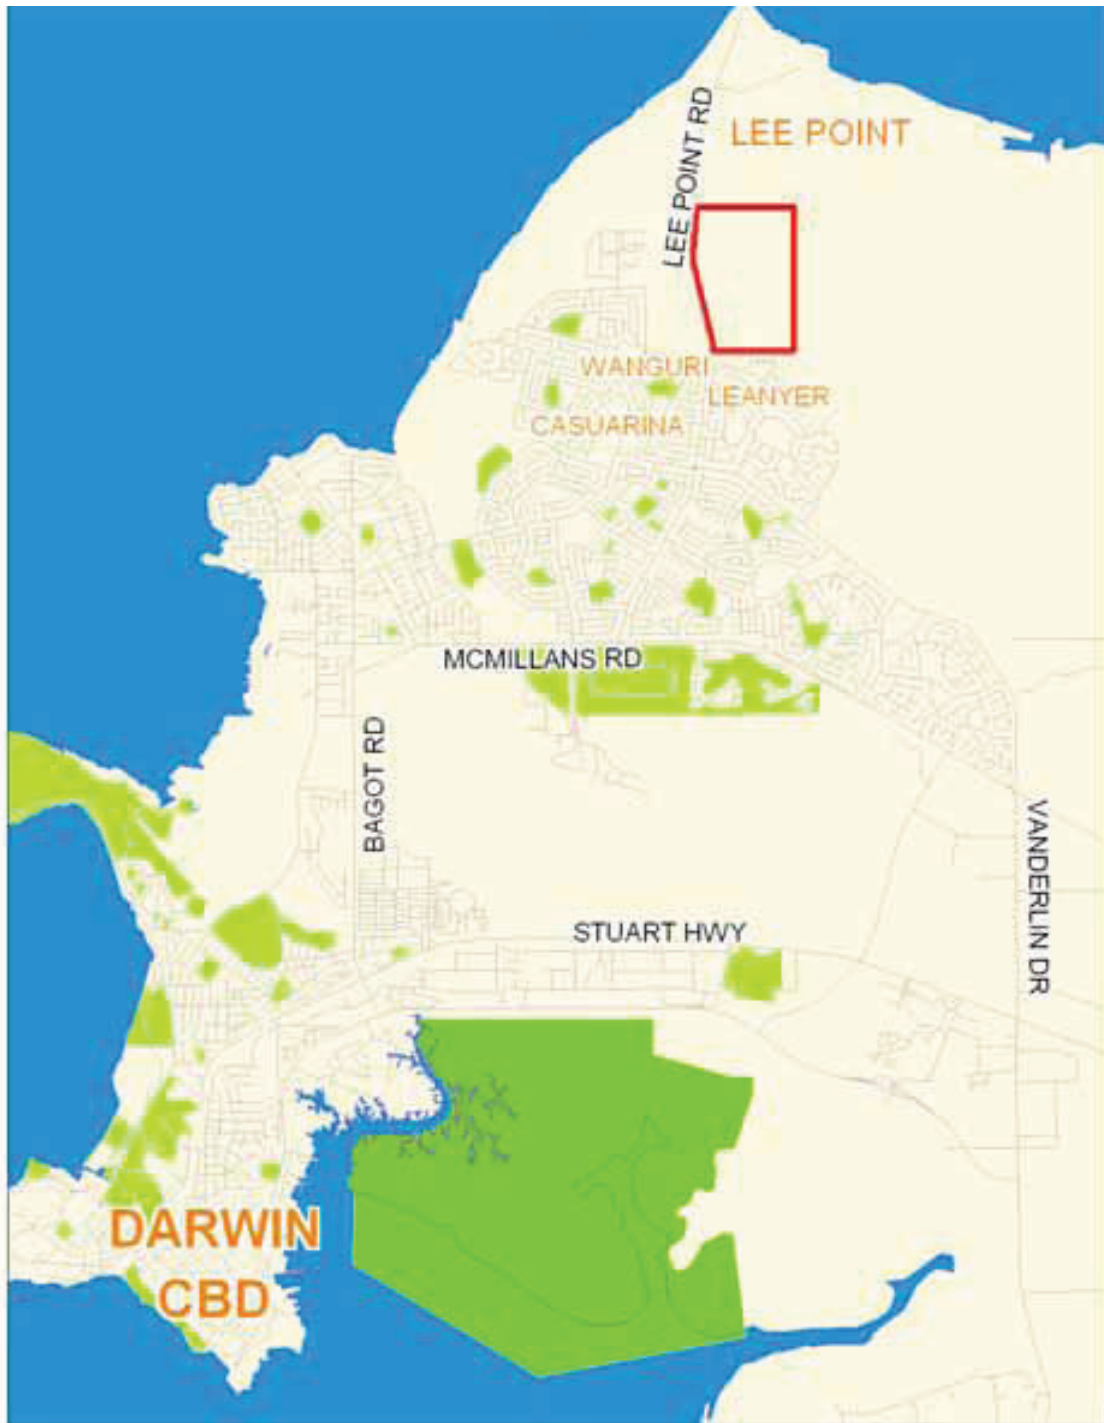 LEE POINT RD
LEE POINT
WANGURI
LEANYER
CASUARINA
MCMILLANS RD
BAGOT RD
VANDERLIN DR
STUART HWY
DARWIN
CBD